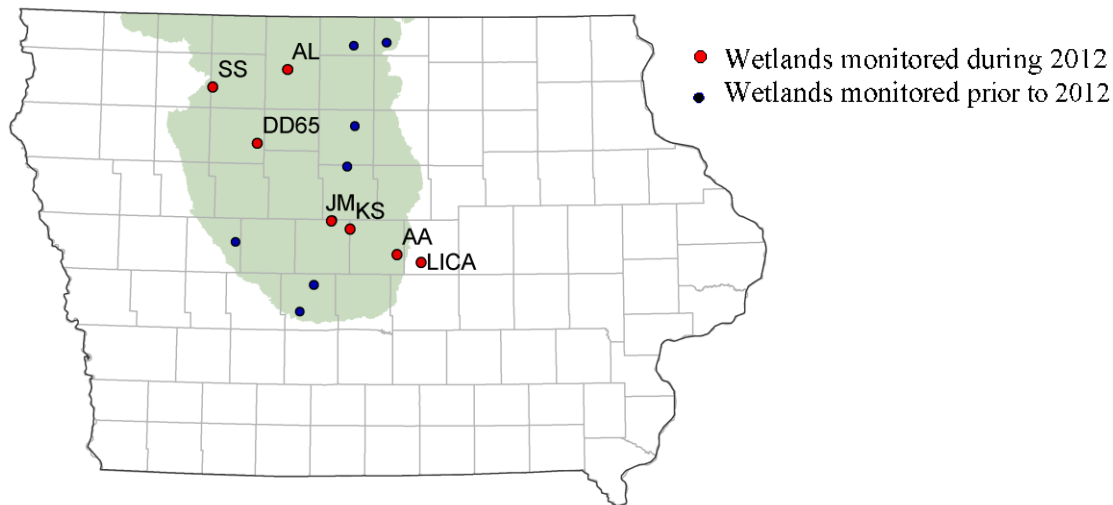 AL
SS
DD65
JM
KS
AA
LICA
Wetlands monitored during 2012
Wetlands monitored prior to 2012